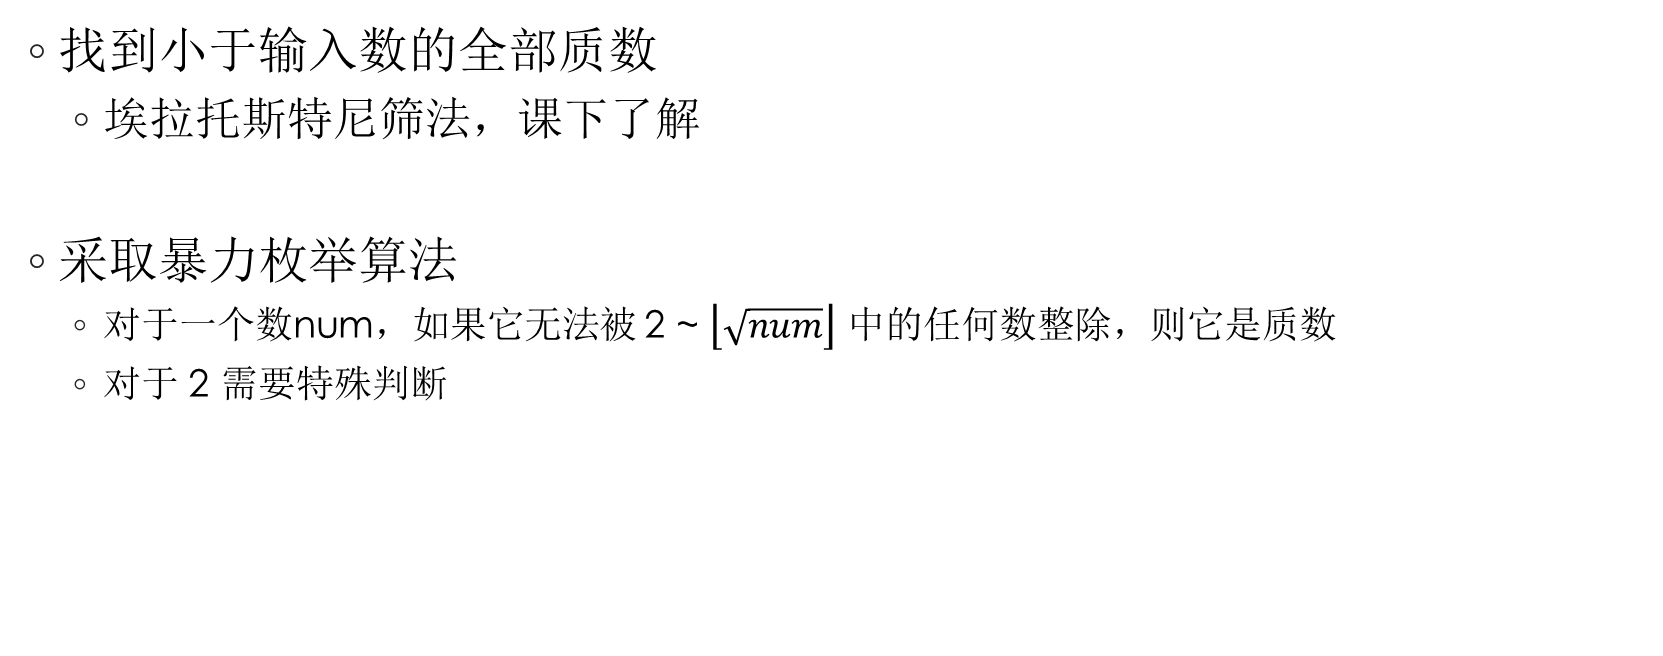 ◦ 找到小于输入数的全部质数
◦ 埃拉托斯特尼筛法，课下了解
◦ 采取暴力枚举算法
◦ 对于一个数num，如果它无法被 2 ~ ⌊√num⌋ 中的任何数整除，则它是质数
◦ 对于 2 需要特殊判断